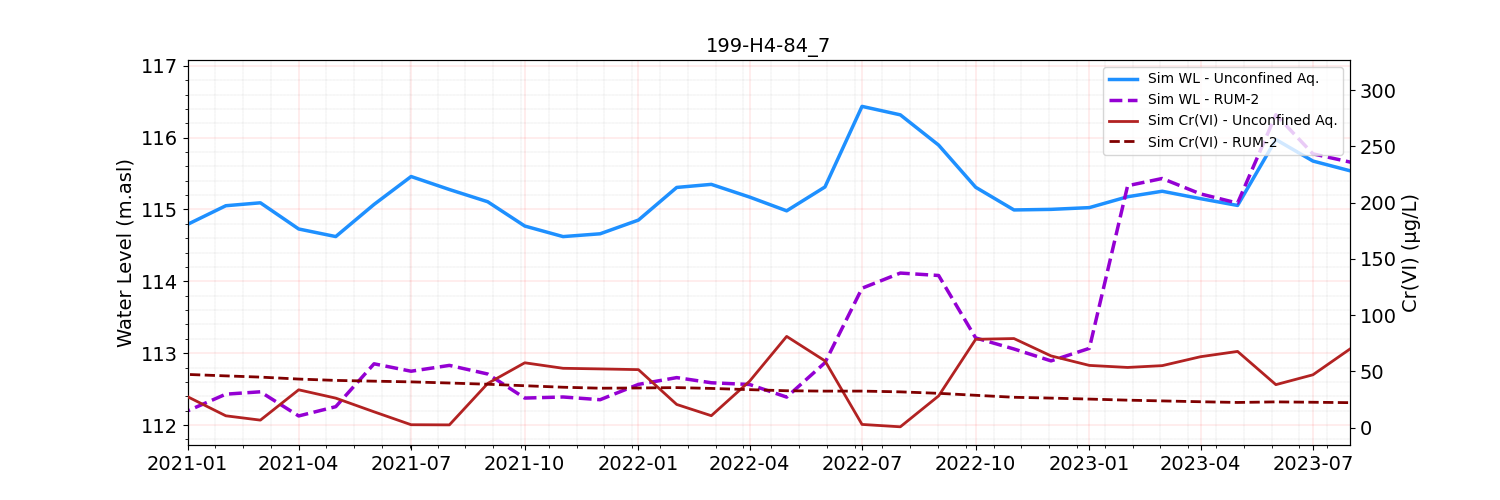 199-H4-84_7
117
116
115
114
113
112
Water Level (m.asl)
300
250
200
150
100
50
0
Cr(VI) (µg/L)
Sim WL - Unconfined Aq.
Sim WL - RUM-2
Sim Cr(VI) - Unconfined Aq.
Sim Cr(VI) - RUM-2
2021-01 2021-04 2021-07 2021-10 2022-01 2022-04 2022-07 2022-10 2023-01 2023-04 2023-07